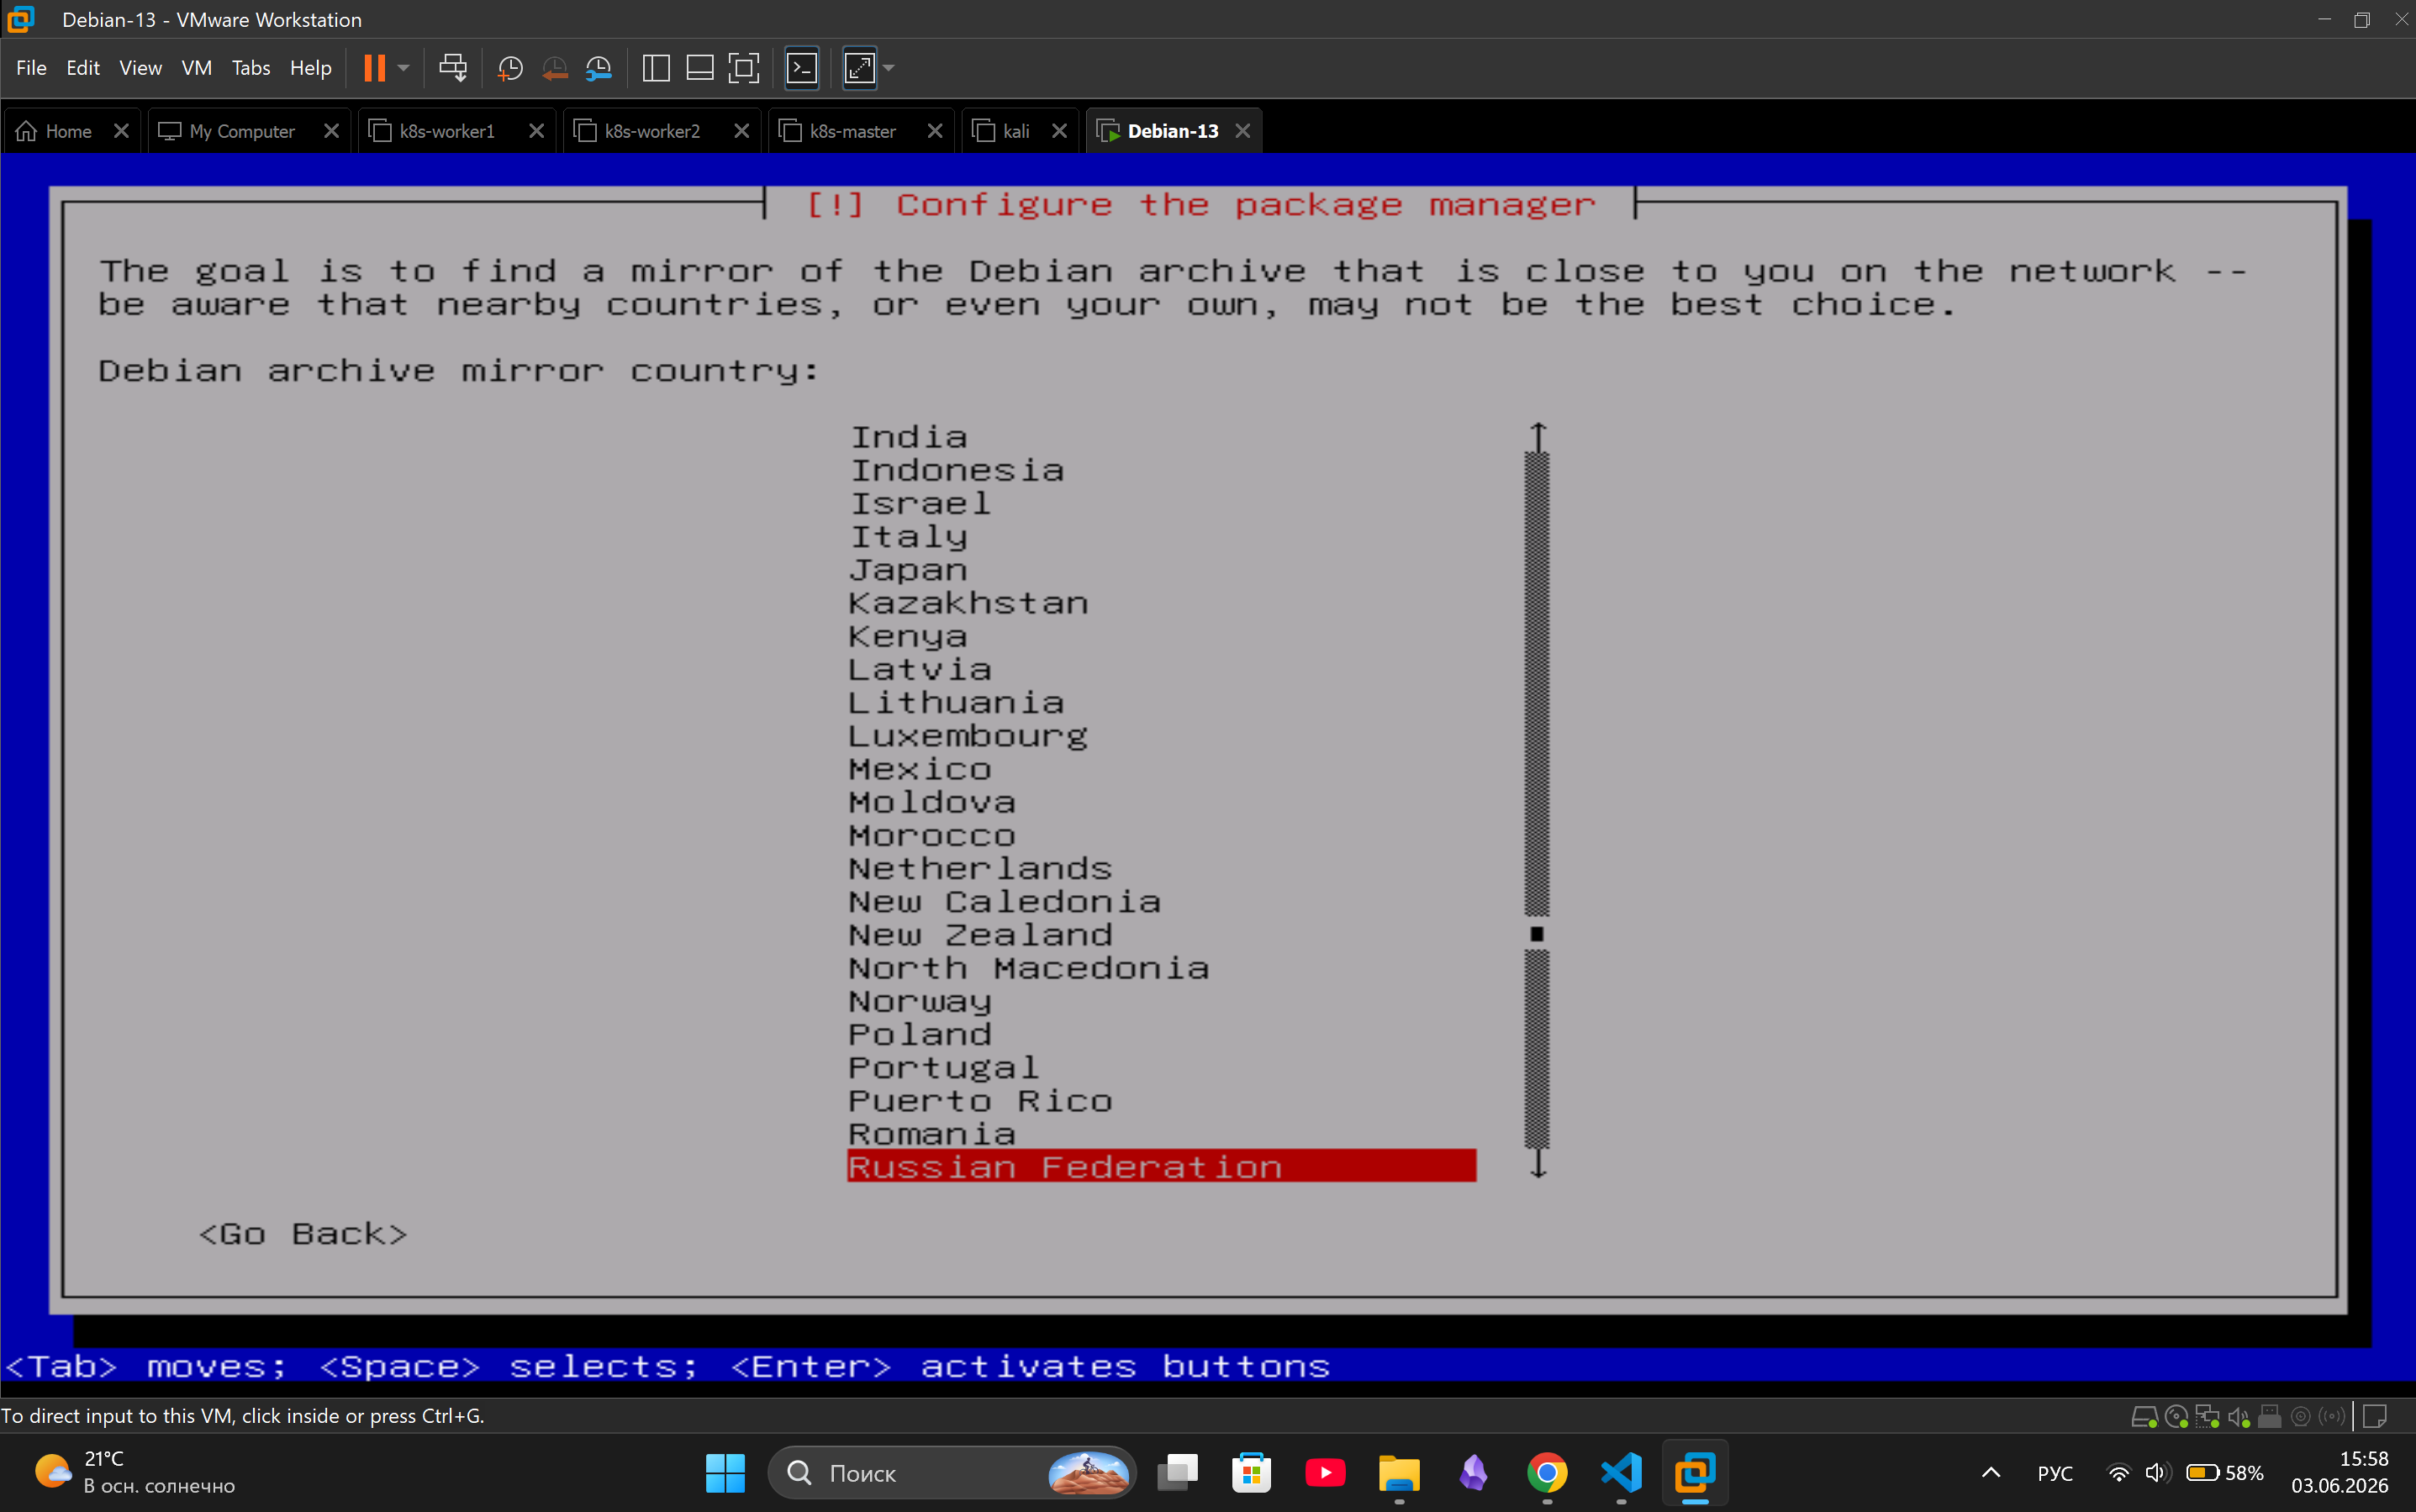 Debian-13 - VMware Workstation
File Edit View VM Tabs Help
Home My Computer k8s-worker1 k8s-worker2 k8s-master kali Debian-13
[!] Configure the package manager
The goal is to find a mirror of the Debian archive that is close to you on the network --
be aware that nearby countries, or even your own, may not be the best choice.
Debian archive mirror country:
India
Indonesia
Israel
Italy
Japan
Kazakhstan
Kenya
Latvia
Lithuania
Luxembourg
Mexico
Moldova
Morocco
Netherlands
New Caledonia
New Zealand
North Macedonia
Norway
Poland
Portugal
Puerto Rico
Romania
Russian Federation
<Go Back>
<Tab> moves; <Space> selects; <Enter> activates buttons
To direct input to this VM, click inside or press Ctrl+G.
21°C
В осн. солнечно
Поиск
РУС
58%
15:58
03.06.2026